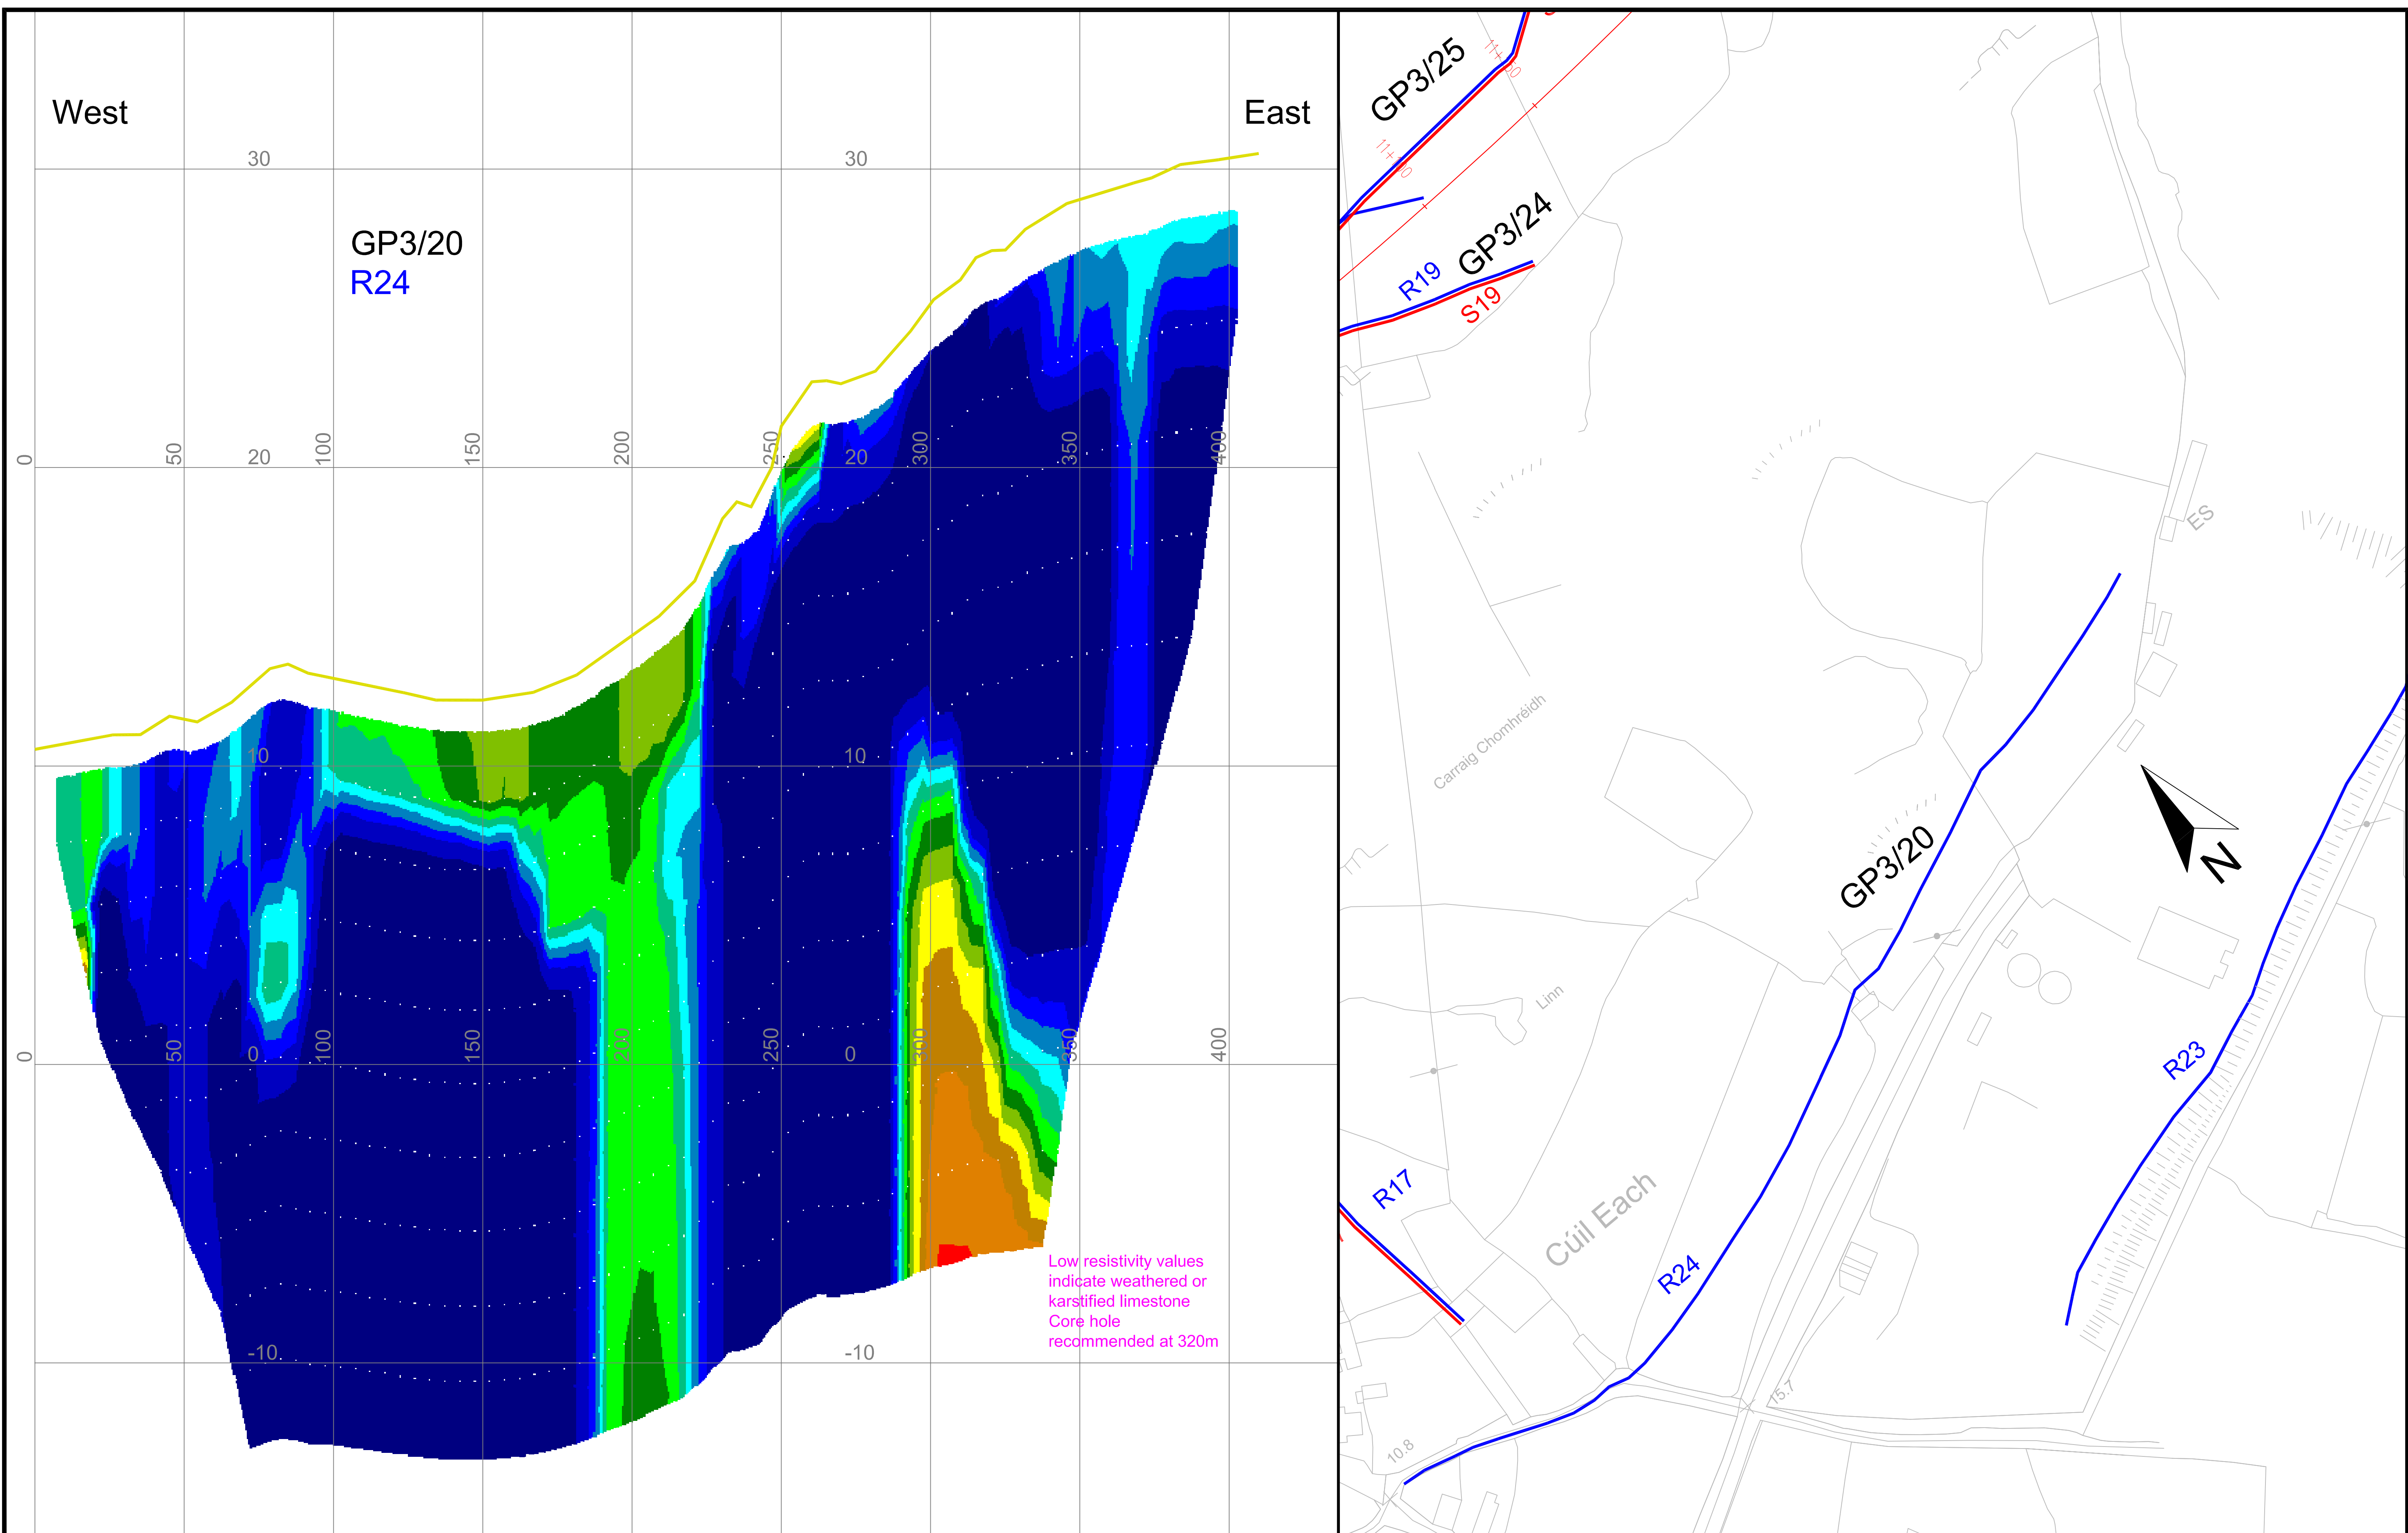 West
East
30
30
GP3/20
R24
0
50
20
100
150
200
250
20
300
350
400
10
10
0
50
0
100
150
200
250
0
300
350
400
-10
-10
Low resistivity values
indicate weathered or
karstified limestone
Core hole
recommended at 320m
GP3/25
GP3/24
R19
S19
ES
Carraig Chomhréidh
GP3/20
N
Linn
R23
R17
Cúil Each
R24
15.7
10.8